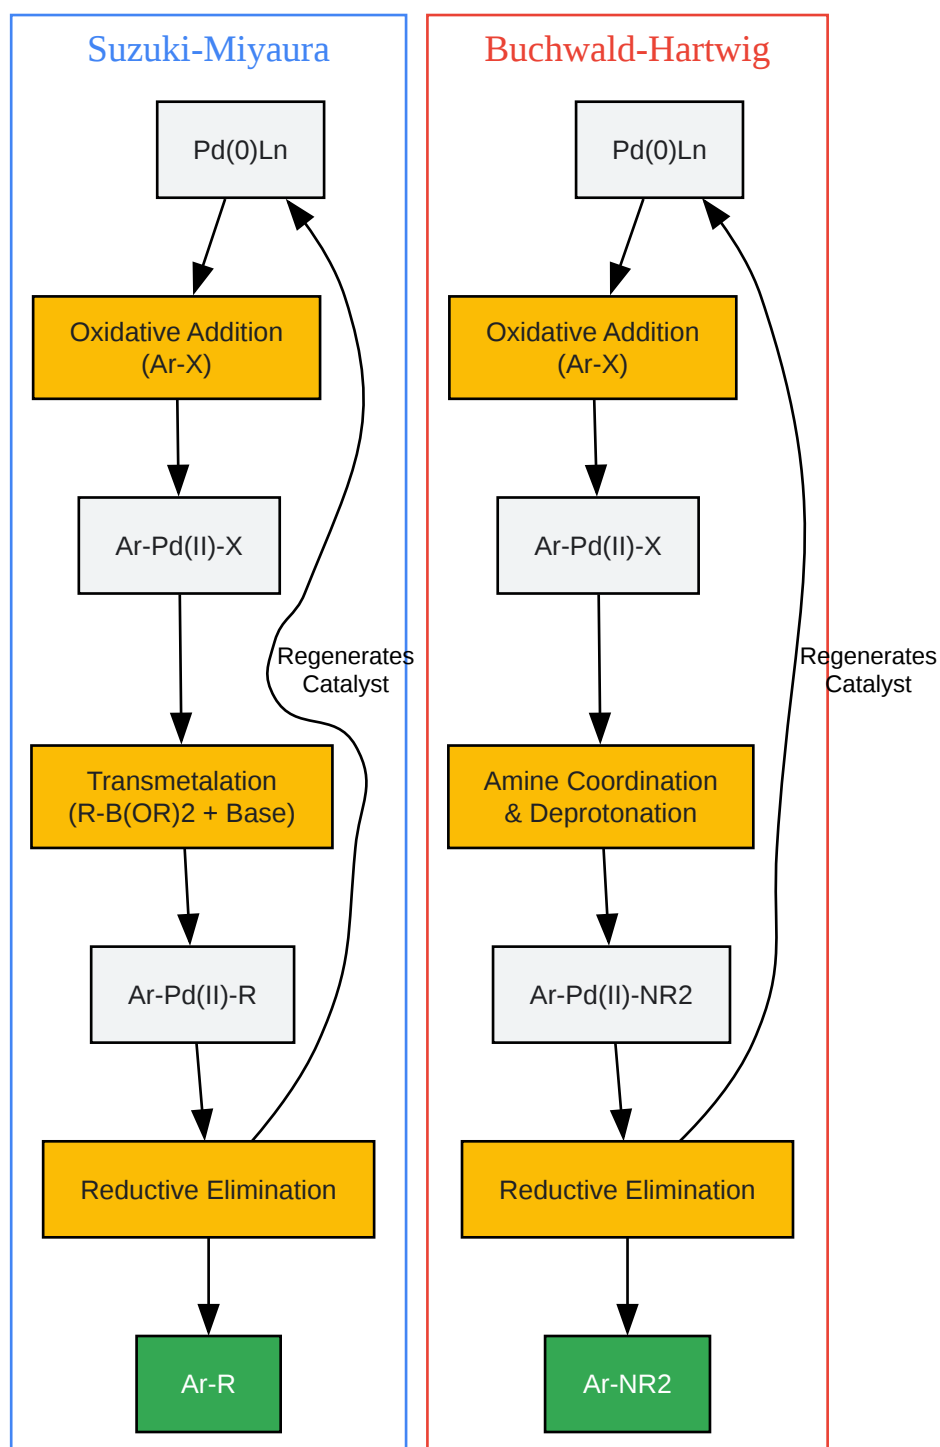 Suzuki-Miyaura
Pd(0)Ln
Oxidative Addition
(Ar-X)
Ar-Pd(II)-X
Regenerates
Catalyst
Transmetalation
(R-B(OR)2 + Base)
Ar-Pd(II)-R
Reductive Elimination
Ar-R
Buchwald-Hartwig
Pd(0)Ln
Oxidative Addition
(Ar-X)
Ar-Pd(II)-X
Regenerates
Catalyst
Amine Coordination
& Deprotonation
Ar-Pd(II)-NR2
Reductive Elimination
Ar-NR2